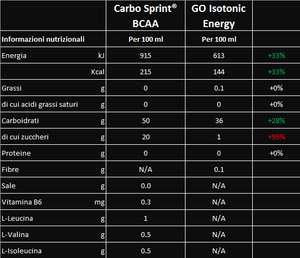 Carbo Sprint® BCAA GO Isotonic Energy
Informazioni nutrizionali Per 100 ml Per 100 ml
Energia kJ 915 613 +33%
Kcal 215 144 +33%
Grassi g 0 0.1 +0%
di cui acidi grassi saturi g 0 0 +0%
Carboidrati g 50 36 +28%
di cui zuccheri g 20 1 +95%
Proteine g 0 0 +0%
Fibre g N/A 0.1
Sale g 0.0 N/A
Vitamina B6 mg 0.3 N/A
L-Leucina g 1 N/A
L-Valina g 0.5 N/A
L-Isoleucina g 0.5 N/A